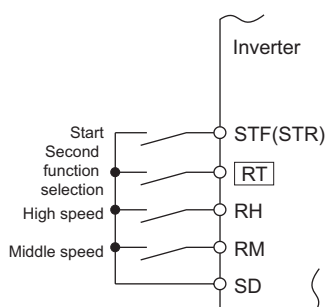 Inverter
Start
STF(STR)
Second
function
selection
RT
High speed
RH
Middle speed
RM
SD